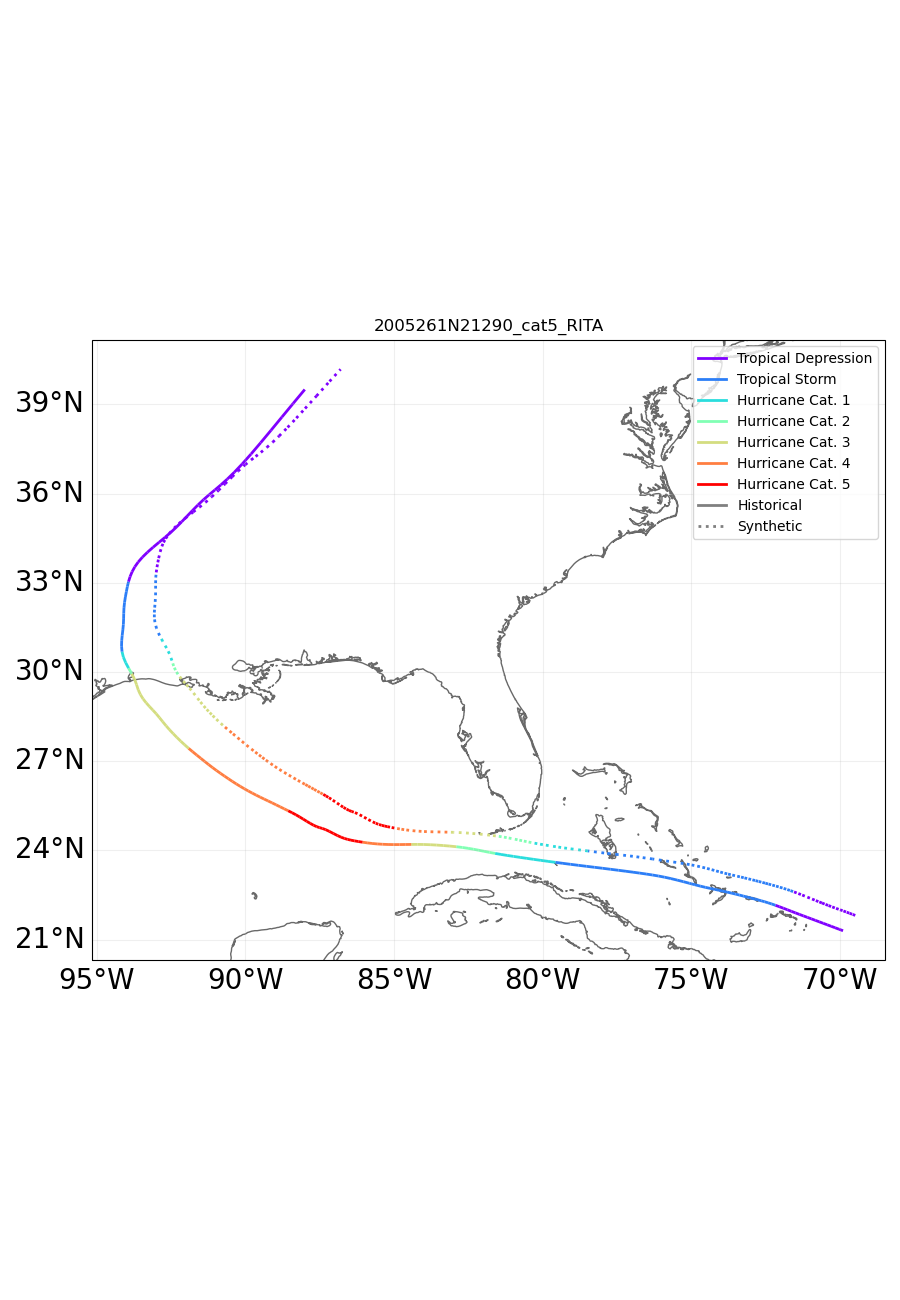 2005261N21290_cat5_RITA
Tropical Depression
Tropical Storm
Hurricane Cat. 1
Hurricane Cat. 2
Hurricane Cat. 3
Hurricane Cat. 4
Hurricane Cat. 5
Historical
Synthetic
39°N
36°N
33°N
30°N
27°N
24°N
21°N
95°W 90°W 85°W 80°W 75°W 70°W